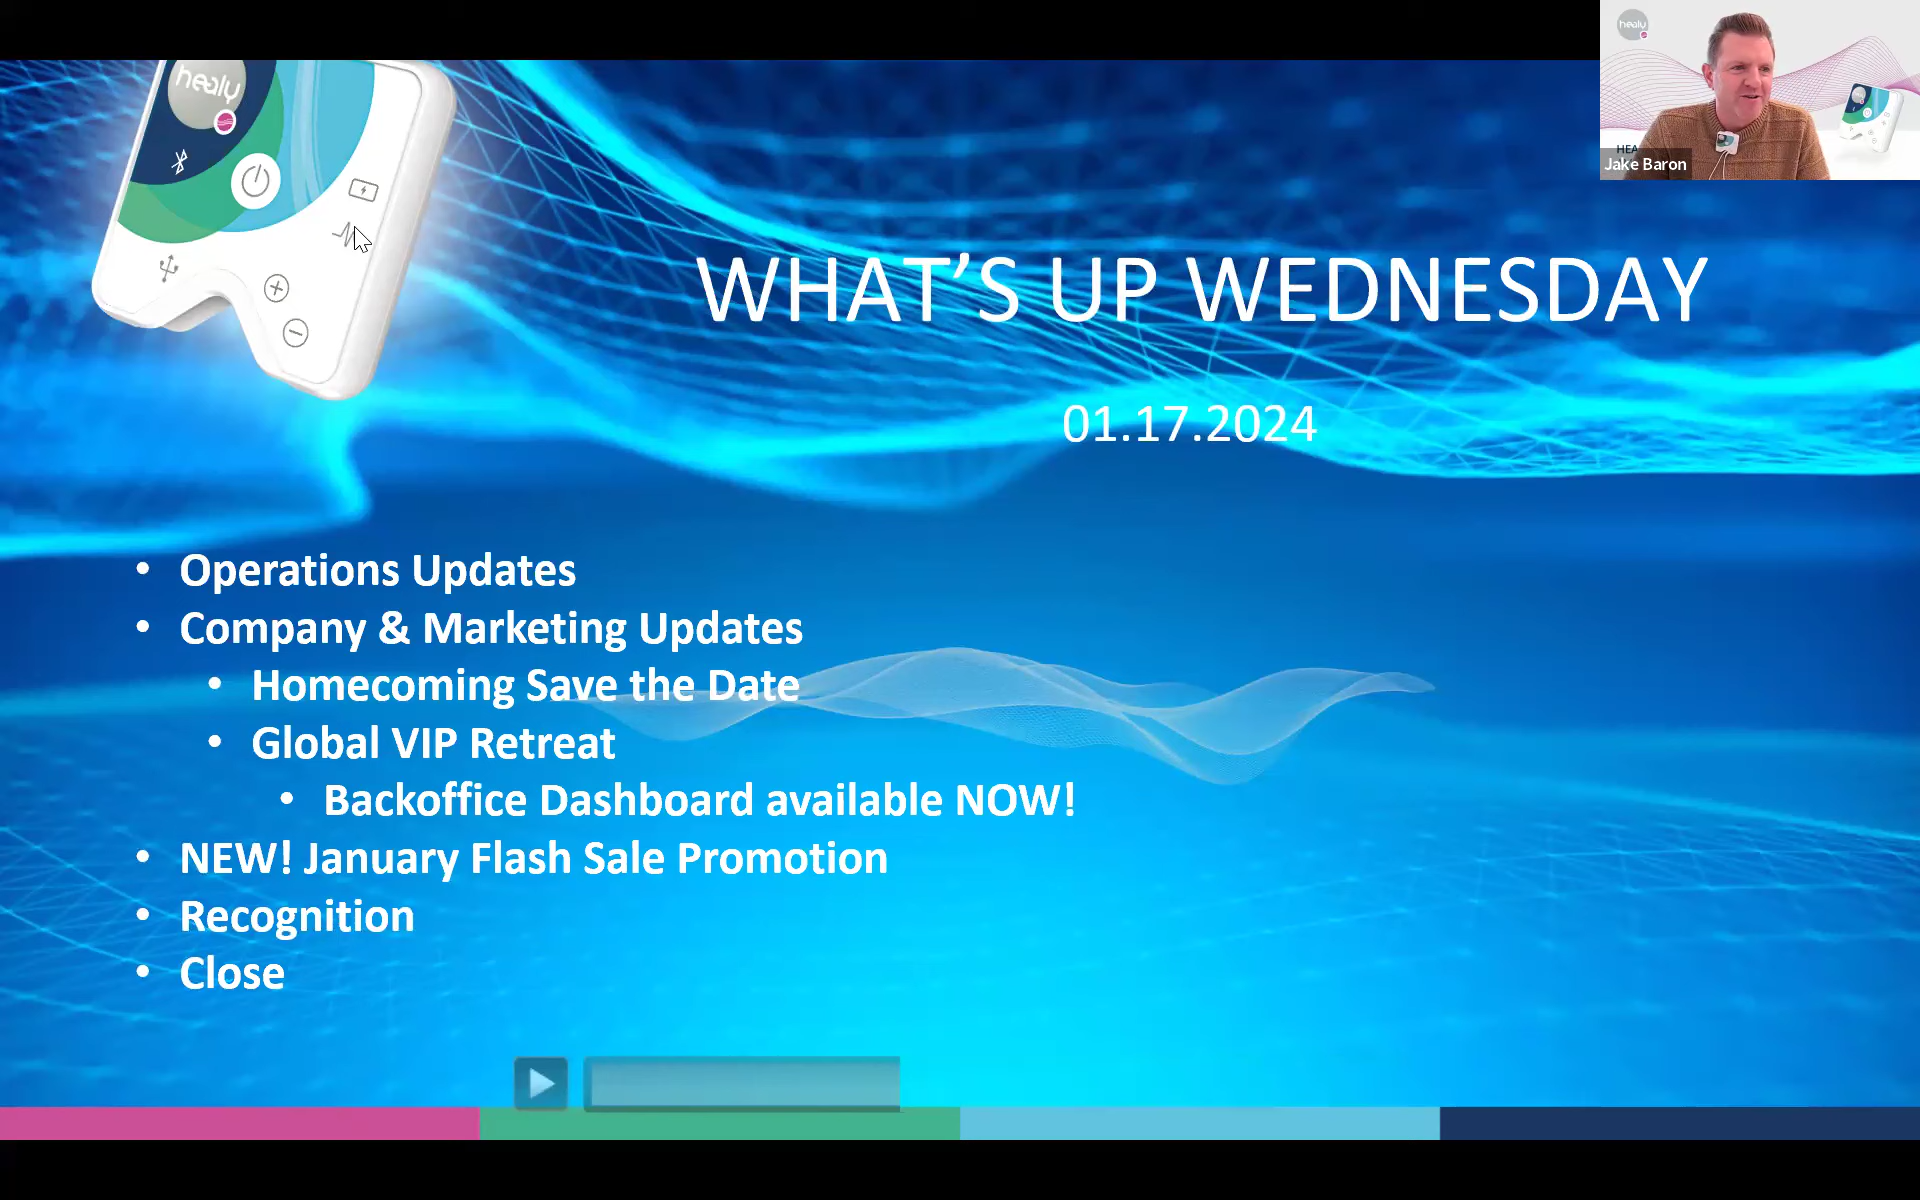 healy
healy
HEA
Jake Baron
WHAT’S UP WEDNESDAY
01.17.2024
• Operations Updates
• Company & Marketing Updates
• Homecoming Save the Date
• Global VIP Retreat
• Backoffice Dashboard available NOW!
• NEW! January Flash Sale Promotion
• Recognition
• Close